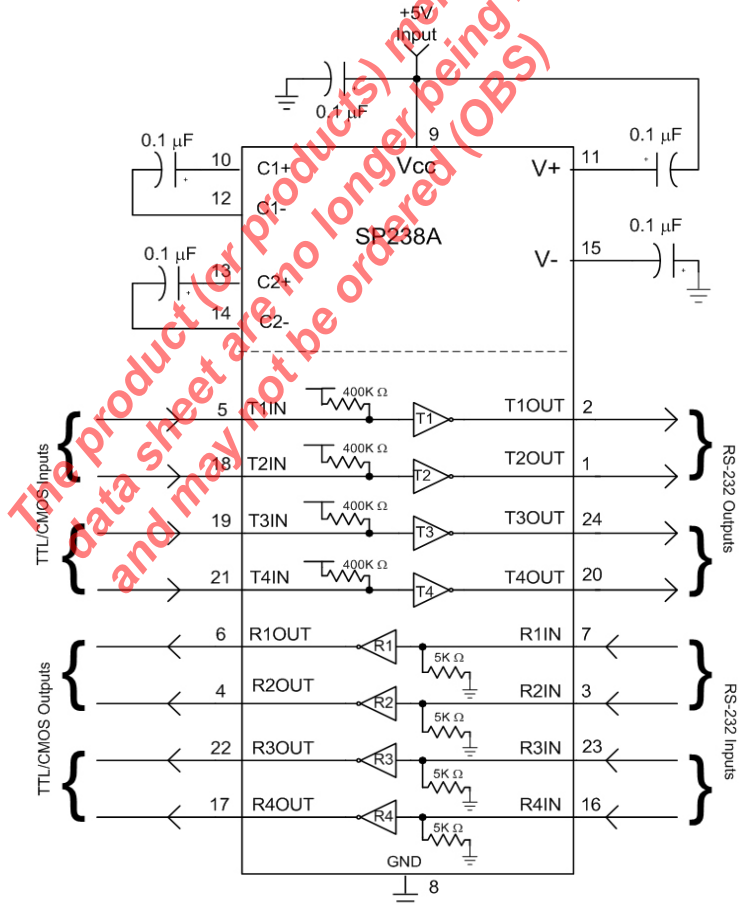 +5V
Input
0.1 µF
9
Vcc
0.1 µF
10
C1+
12
C1-
0.1 µF
13
C2+
14
C2-
SP238A
V+
11
0.1 µF
V-
15
0.1 µF
TTL/CMOS Inputs
5
T1IN
400K Ω
T1
T1OUT
2
18
T2IN
400K Ω
T2
T2OUT
1
19
T3IN
400K Ω
T3
T3OUT
24
21
T4IN
400K Ω
T4
T4OUT
20
RS-232 Outputs
TTL/CMOS Outputs
6
R1OUT
R1
5K Ω
R1IN
7
4
R2OUT
R2
5K Ω
R2IN
3
22
R3OUT
R3
5K Ω
R3IN
23
17
R4OUT
R4
5K Ω
R4IN
16
RS-232 Inputs
GND
8
The product (or products)
data sheet are no longer being
and may not be ordered (OBS)